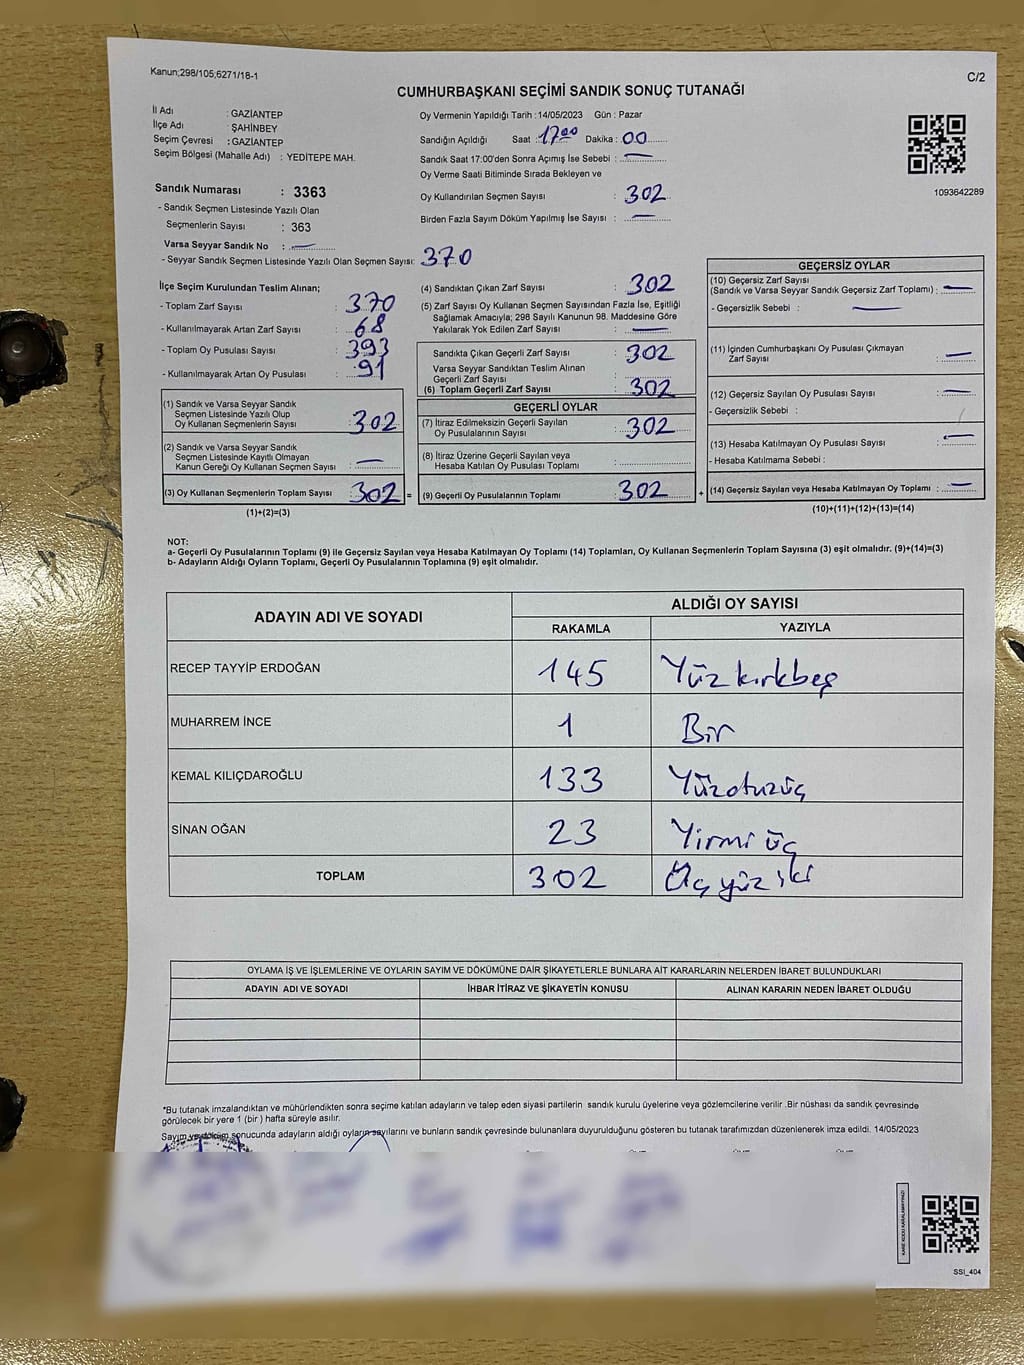 Kanun;298/105;6271/18-1
C/2
CUMHURBAŞKANI SEÇİMİ SANDIK SONUÇ TUTANAĞI
İl Adı : GAZİANTEP
İlçe Adı : ŞAHİNBEY
Seçim Çevresi : GAZİANTEP
Seçim Bölgesi (Mahalle Adı) : YEDİTEPE MAH.
Sandık Numarası : 3363
- Sandık Seçmen Listesinde Yazılı Olan
Seçmenlerin Sayısı : 363
Varsa Seyyar Sandık No : —
- Seyyar Sandık Seçmen Listesinde Yazılı Olan Seçmen Sayısı: 370
Oy Vermenin Yapıldığı Tarih : 14/05/2023 Gün : Pazar
Sandığın Açıldığı Saat : 17:00 Dakika : 00
Sandık Saat 17:00'den Sonra Açımış İse Sebebi : —
Oy Verme Saati Bitiminde Sırada Bekleyen ve
Oy Kullandırılan Seçmen Sayısı : 302
Birden Fazla Sayım Döküm Yapılmış İse Sayısı : —
1093642289
İlçe Seçim Kurulundan Teslim Alınan;
- Toplam Zarf Sayısı : 370
- Kullanılmayarak Artan Zarf Sayısı : 68
- Toplam Oy Pusulası Sayısı : 393
- Kullanılmayarak Artan Oy Pusulası : 91
(1) Sandık ve Varsa Seyyar Sandık
Seçmen Listesinde Yazılı Olup
Oy Kullanan Seçmenlerin Sayısı : 302
(2) Sandık ve Varsa Seyyar Sandık
Seçmen Listesinde Kayıtlı Olmayan
Kanun Gereği Oy Kullanan Seçmen Sayısı : —
(3) Oy Kullanan Seçmenlerin Toplam Sayısı : 302 =
(1)+(2)=(3)
(4) Sandıktan Çıkan Zarf Sayısı : 302
(5) Zarf Sayısı Oy Kullanan Seçmen Sayısından Fazla İse, Eşitliği
Sağlamak Amacıyla; 298 Sayılı Kanunun 98. Maddesine Göre
Yakılarak Yok Edilen Zarf Sayısı : —
Sandıkta Çıkan Geçerli Zarf Sayısı : 302
Varsa Seyyar Sandıktan Teslim Alınan
Geçerli Zarf Sayısı :
(6) Toplam Geçerli Zarf Sayısı : 302
GEÇERLİ OYLAR
(7) İtiraz Edilmeksizin Geçerli Sayılan
Oy Pusulalarının Sayısı : 302
(8) İtiraz Üzerine Geçerli Sayılan veya
Hesaba Katılan Oy Pusulası Toplamı :
(9) Geçerli Oy Pusulalarının Toplamı : 302 +
GEÇERSİZ OYLAR
(10) Geçersiz Zarf Sayısı
(Sandık ve Varsa Seyyar Sandık Geçersiz Zarf Toplamı) : —
- Geçersizlik Sebebi : —
(11) İçinden Cumhurbaşkanı Oy Pusulası Çıkmayan
Zarf Sayısı : —
(12) Geçersiz Sayılan Oy Pusulası Sayısı : —
- Geçersizlik Sebebi :
(13) Hesaba Katılmayan Oy Pusulası Sayısı : —
- Hesaba Katılmama Sebebi :
(14) Geçersiz Sayılan veya Hesaba Katılmayan Oy Toplamı : —
(10)+(11)+(12)+(13)=(14)
NOT:
a- Geçerli Oy Pusulalarının Toplamı (9) ile Geçersiz Sayılan veya Hesaba Katılmayan Oy Toplamı (14) Toplamları, Oy Kullanan Seçmenlerin Toplam Sayısına (3) eşit olmalıdır. (9)+(14)=(3)
b- Adayların Aldığı Oyların Toplamı, Geçerli Oy Pusulalarının Toplamına (9) eşit olmalıdır.
ADAYIN ADI VE SOYADI
ALDIĞI OY SAYISI
RAKAMLA YAZIYLA
RECEP TAYYİP ERDOĞAN 145 Yüzkırkbeş
MUHARREM İNCE 1 Bir
KEMAL KILIÇDAROĞLU 133 Yüzotuzüç
SİNAN OĞAN 23 Yirmi üç
TOPLAM 302 Üç yüz iki
OYLAMA İŞ VE İŞLEMLERİNE VE OYLARIN SAYIM VE DÖKÜMÜNE DAİR ŞİKAYETLERLE BUNLARA AİT KARARLARIN NELERDEN İBARET BULUNDUKLARI
ADAYIN ADI VE SOYADI İHBAR İTİRAZ VE ŞİKAYETİN KONUSU ALINAN KARARIN NEDEN İBARET OLDUĞU
*Bu tutanak imzalandıktan ve mühürlendikten sonra seçime katılan adayların ve talep eden siyasi partilerin sandık kurulu üyelerine veya gözlemcilerine verilir .Bir nüshası da sandık çevresinde
görülecek bir yere 1 (bir ) hafta süreyle asılır.
Sayım ve döküm sonucunda adayların aldığı oyların sayılarını ve bunların sandık çevresinde bulunanlara duyurulduğunu gösteren bu tutanak tarafımızdan düzenlenerek imza edildi. 14/05/2023
KARE KODU KARALAMAYINIZ!
SSI_404